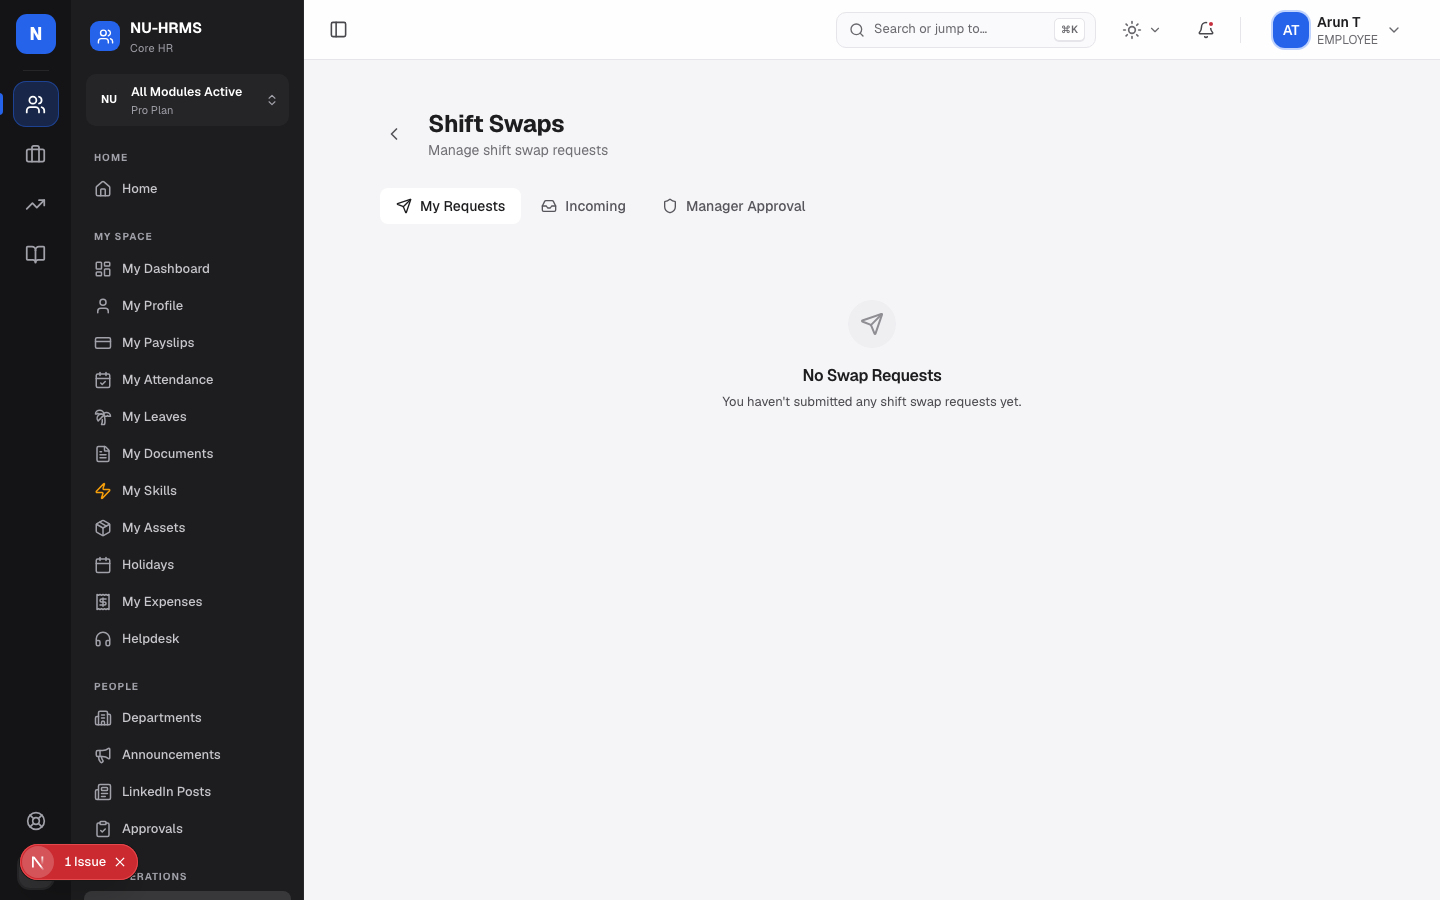 N
NU-HRMS
Core HR
NU
All Modules Active
Pro Plan
HOME
Home
MY SPACE
My Dashboard
My Profile
My Payslips
My Attendance
My Leaves
My Documents
My Skills
My Assets
Holidays
My Expenses
Helpdesk
PEOPLE
Departments
Announcements
LinkedIn Posts
Approvals
ERATIONS
N 1 Issue
Search or jump to...
⌘K
AT
Arun T
EMPLOYEE
Shift Swaps
Manage shift swap requests
My Requests
Incoming
Manager Approval
No Swap Requests
You haven't submitted any shift swap requests yet.